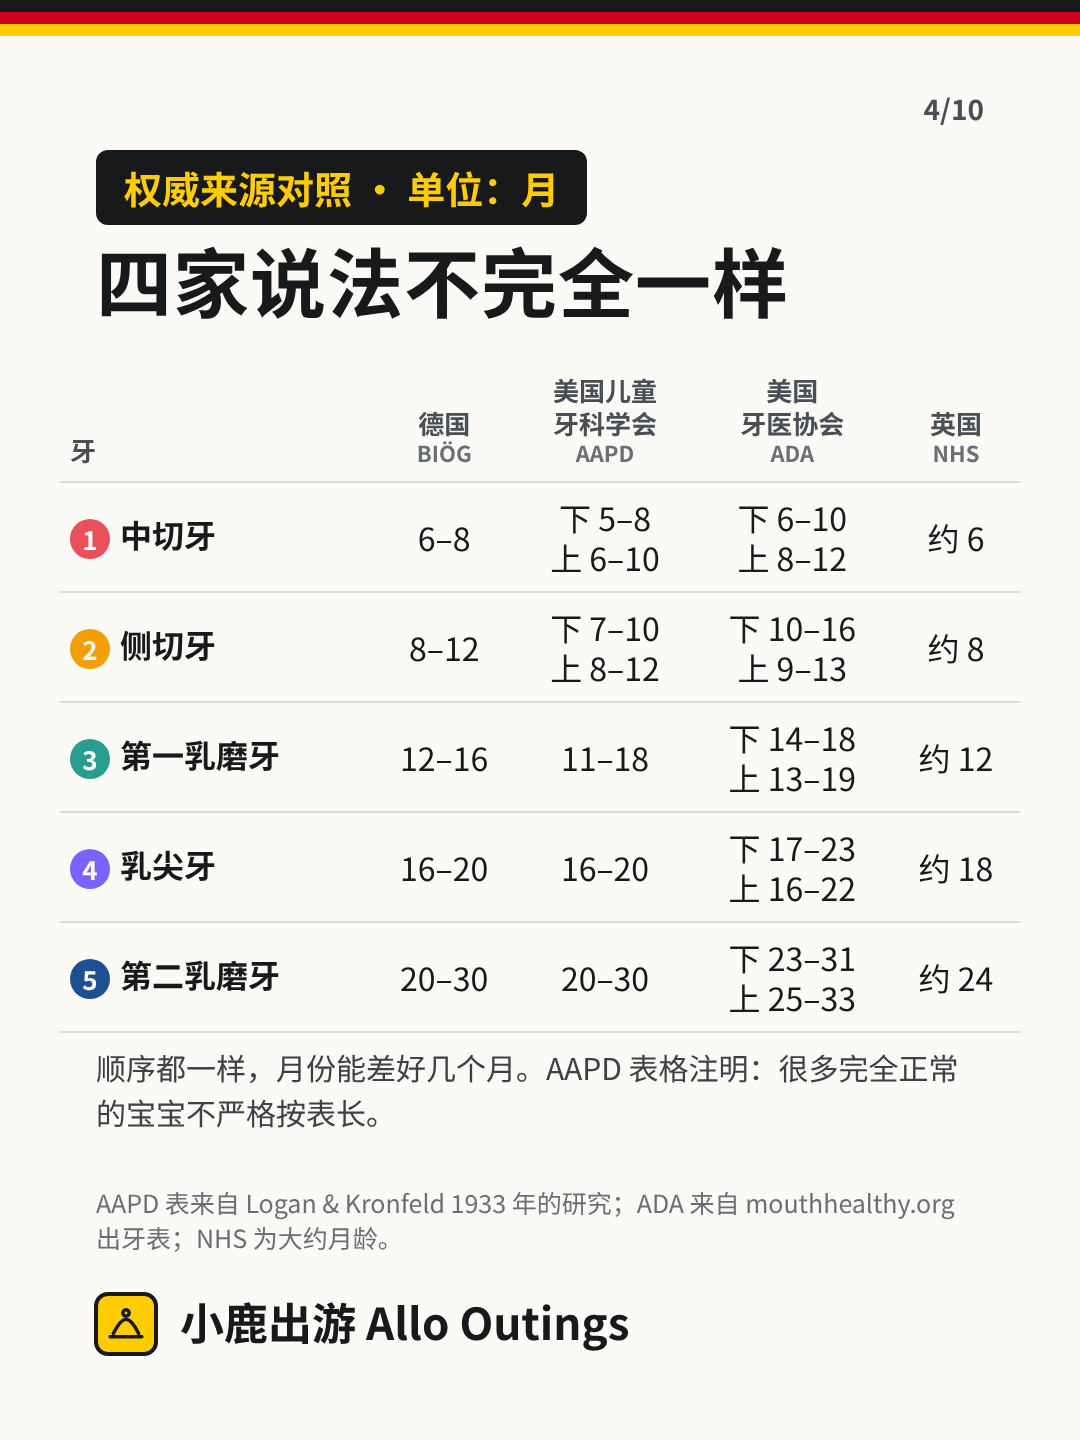 4/10
权威来源对照 · 单位：月
四家说法不完全一样
牙 德国 BIÖG 美国儿童牙科学会 AAPD 美国牙医协会 ADA 英国 NHS
1 中切牙 6–8 下 5–8 上 6–10 下 6–10 上 8–12 约 6
2 侧切牙 8–12 下 7–10 上 8–12 下 10–16 上 9–13 约 8
3 第一乳磨牙 12–16 11–18 下 14–18 上 13–19 约 12
4 乳尖牙 16–20 16–20 下 17–23 上 16–22 约 18
5 第二乳磨牙 20–30 20–30 下 23–31 上 25–33 约 24
顺序都一样，月份能差好几个月。AAPD 表格注明：很多完全正常
的宝宝不严格按表长。
AAPD 表来自 Logan & Kronfeld 1933 年的研究；ADA 来自 mouthhealthy.org
出牙表；NHS 为大约月龄。
小鹿出游 Allo Outings